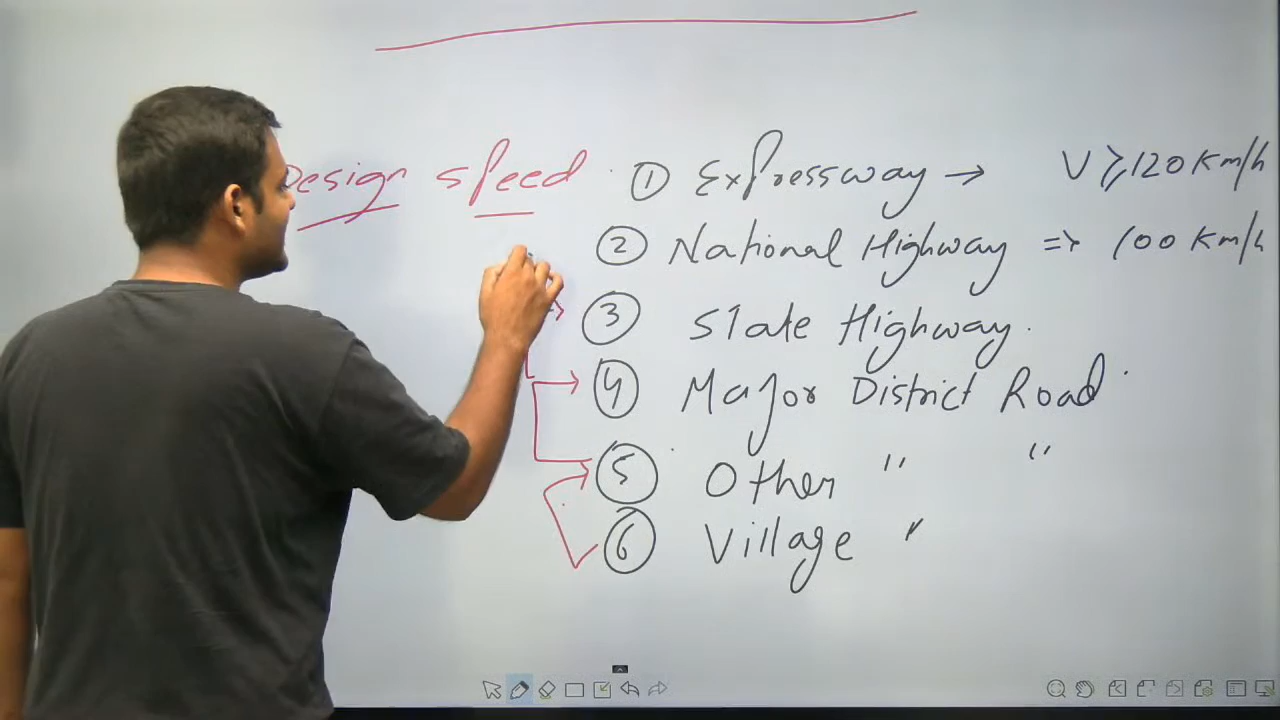 Design speed
① Expressway → V ⩾ 120 Km/h
② National Highway => 100 Km/h
③ State Highway.
④ Major District Road
⑤ Other " "
⑥ Village "